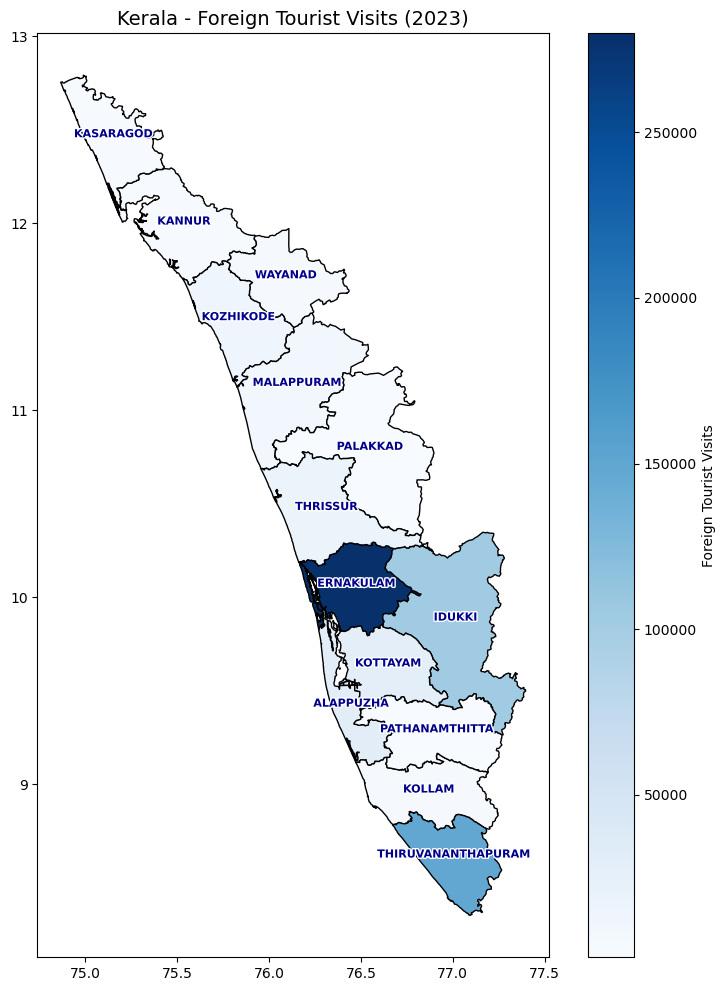 Kerala - Foreign Tourist Visits (2023)
13
12
11
10
9
KASARAGOD
KANNUR
WAYANAD
KOZHIKODE
MALAPPURAM
PALAKKAD
THRISSUR
ERNAKULAM
IDUKKI
KOTTAYAM
ALAPPUZHA
PATHANAMTHITTA
KOLLAM
THIRUVANANTHAPURAM
75.0 75.5 76.0 76.5 77.0 77.5
250000
200000
150000
100000
50000
Foreign Tourist Visits